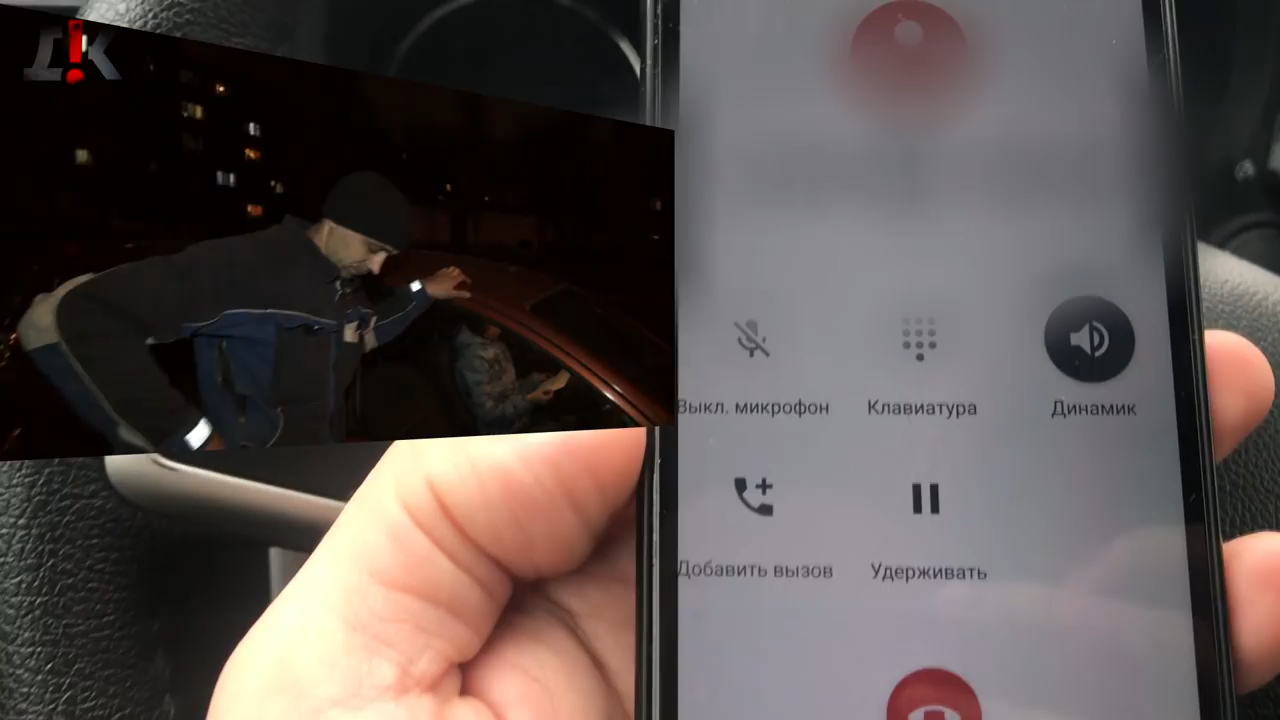 Д!К
Выкл. микрофон
Клавиатура
Динамик
Добавить вызов
Удерживать